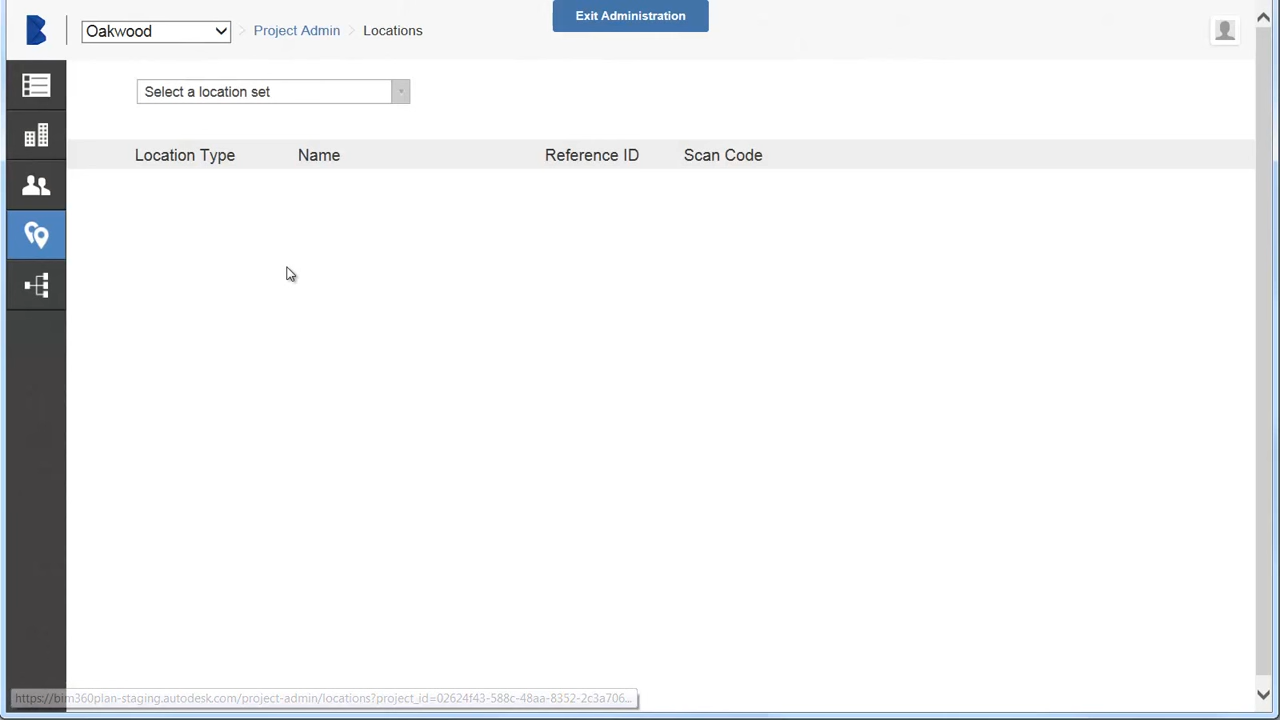 Exit Administration
Oakwood > Project Admin > Locations
Select a location set
Location Type Name Reference ID Scan Code
https://bim360plan-staging.autodesk.com/project-admin/locations?project_id=02624f43-588c-48aa-8352-2c3a706...